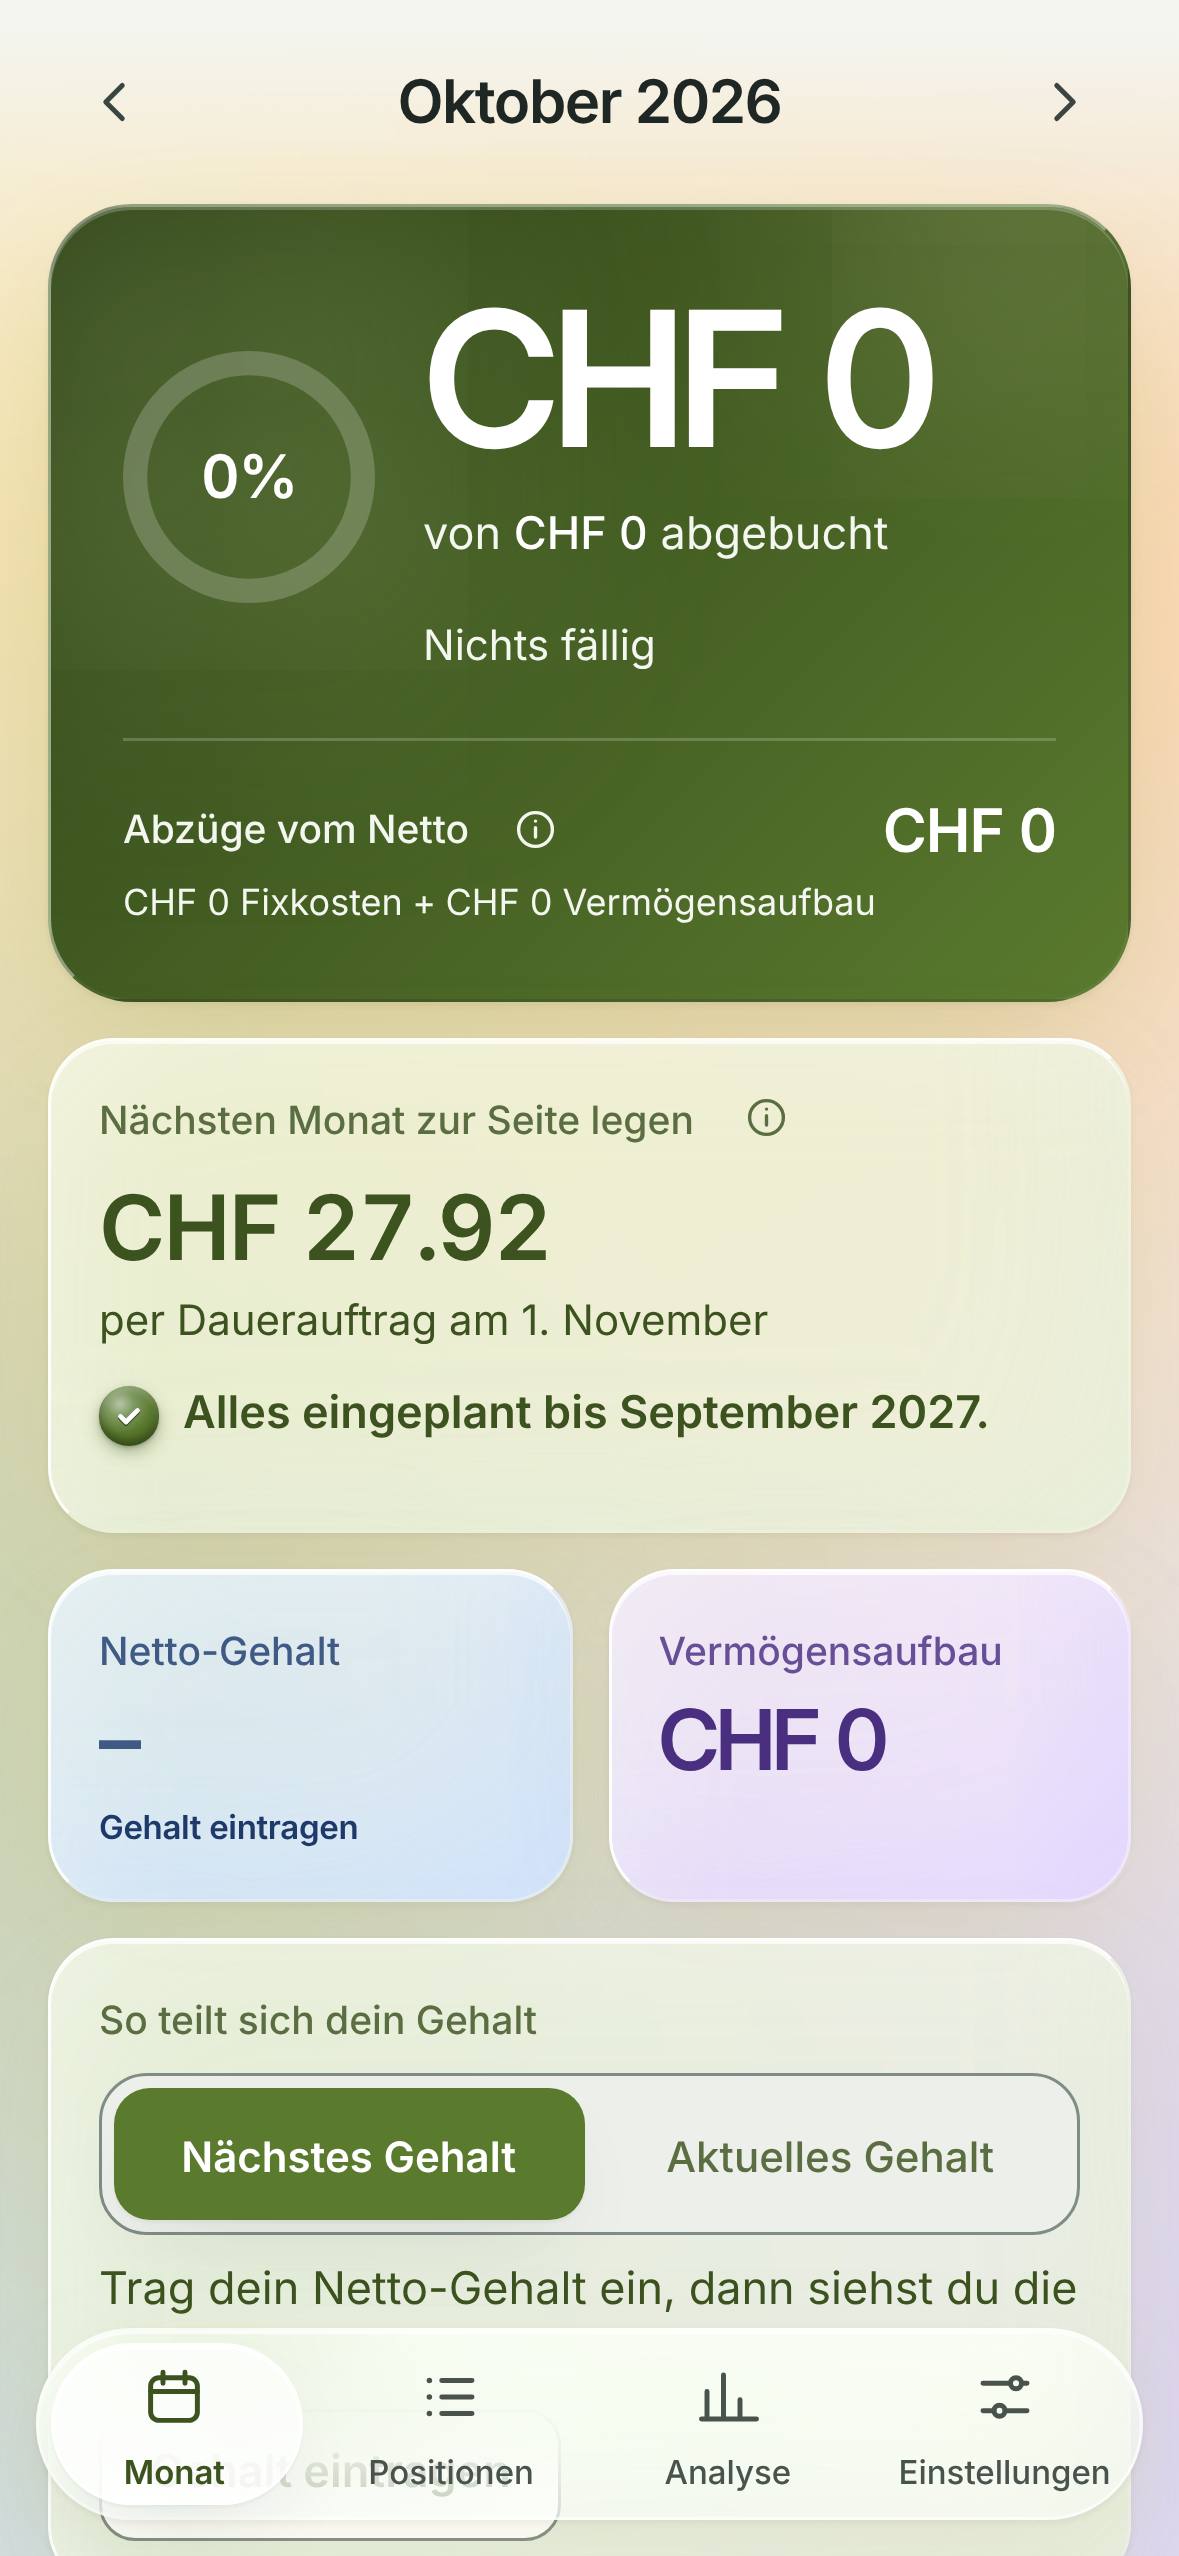 Oktober 2026
CHF 0
0%
von CHF 0 abgebucht
Nichts fällig
Abzüge vom Netto
CHF 0
CHF 0 Fixkosten + CHF 0 Vermögensaufbau
Nächsten Monat zur Seite legen
CHF 27.92
per Dauerauftrag am 1. November
Alles eingeplant bis September 2027.
Netto-Gehalt
–
Gehalt eintragen
Vermögensaufbau
CHF 0
So teilt sich dein Gehalt
Nächstes Gehalt
Aktuelles Gehalt
Trag dein Netto-Gehalt ein, dann siehst du die
Gehalt eintragen
Monat
Positionen
Analyse
Einstellungen